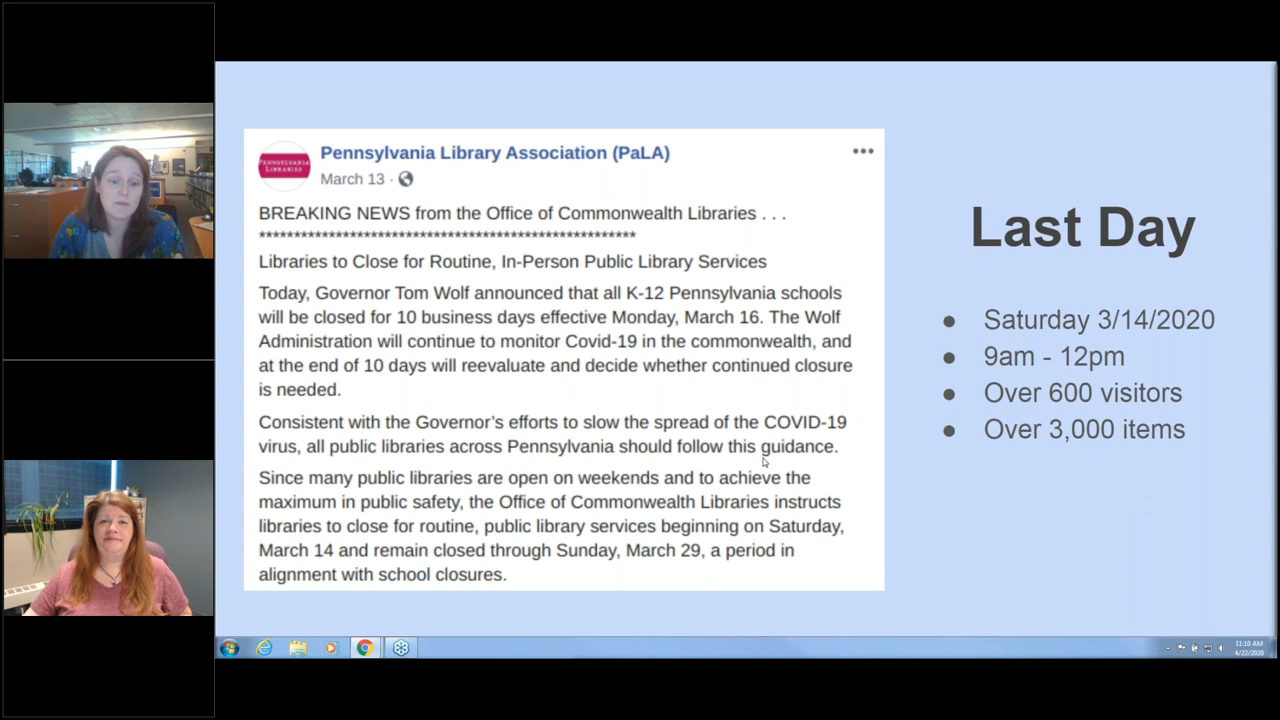 PENNSYLVANIA
LIBRARIES
Pennsylvania Library Association (PaLA)
March 13 ·
BREAKING NEWS from the Office of Commonwealth Libraries . . .
******************************************************
Libraries to Close for Routine, In-Person Public Library Services
Today, Governor Tom Wolf announced that all K-12 Pennsylvania schools
will be closed for 10 business days effective Monday, March 16. The Wolf
Administration will continue to monitor Covid-19 in the commonwealth, and
at the end of 10 days will reevaluate and decide whether continued closure
is needed.
Consistent with the Governor’s efforts to slow the spread of the COVID-19
virus, all public libraries across Pennsylvania should follow this guidance.
Since many public libraries are open on weekends and to achieve the
maximum in public safety, the Office of Commonwealth Libraries instructs
libraries to close for routine, public library services beginning on Saturday,
March 14 and remain closed through Sunday, March 29, a period in
alignment with school closures.
Last Day
● Saturday 3/14/2020
● 9am - 12pm
● Over 600 visitors
● Over 3,000 items
11:10 AM
4/22/2020